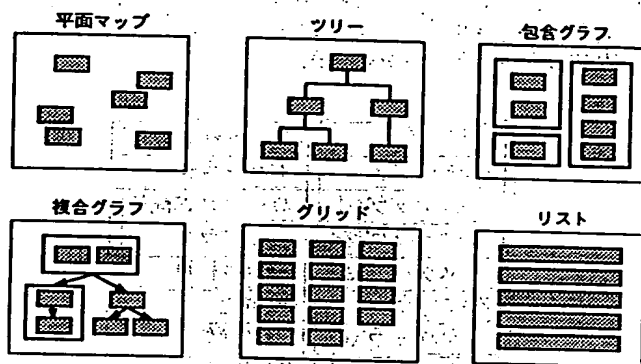 平面マップ
ツリー
包含グラフ
複合グラフ
グリッド
リスト